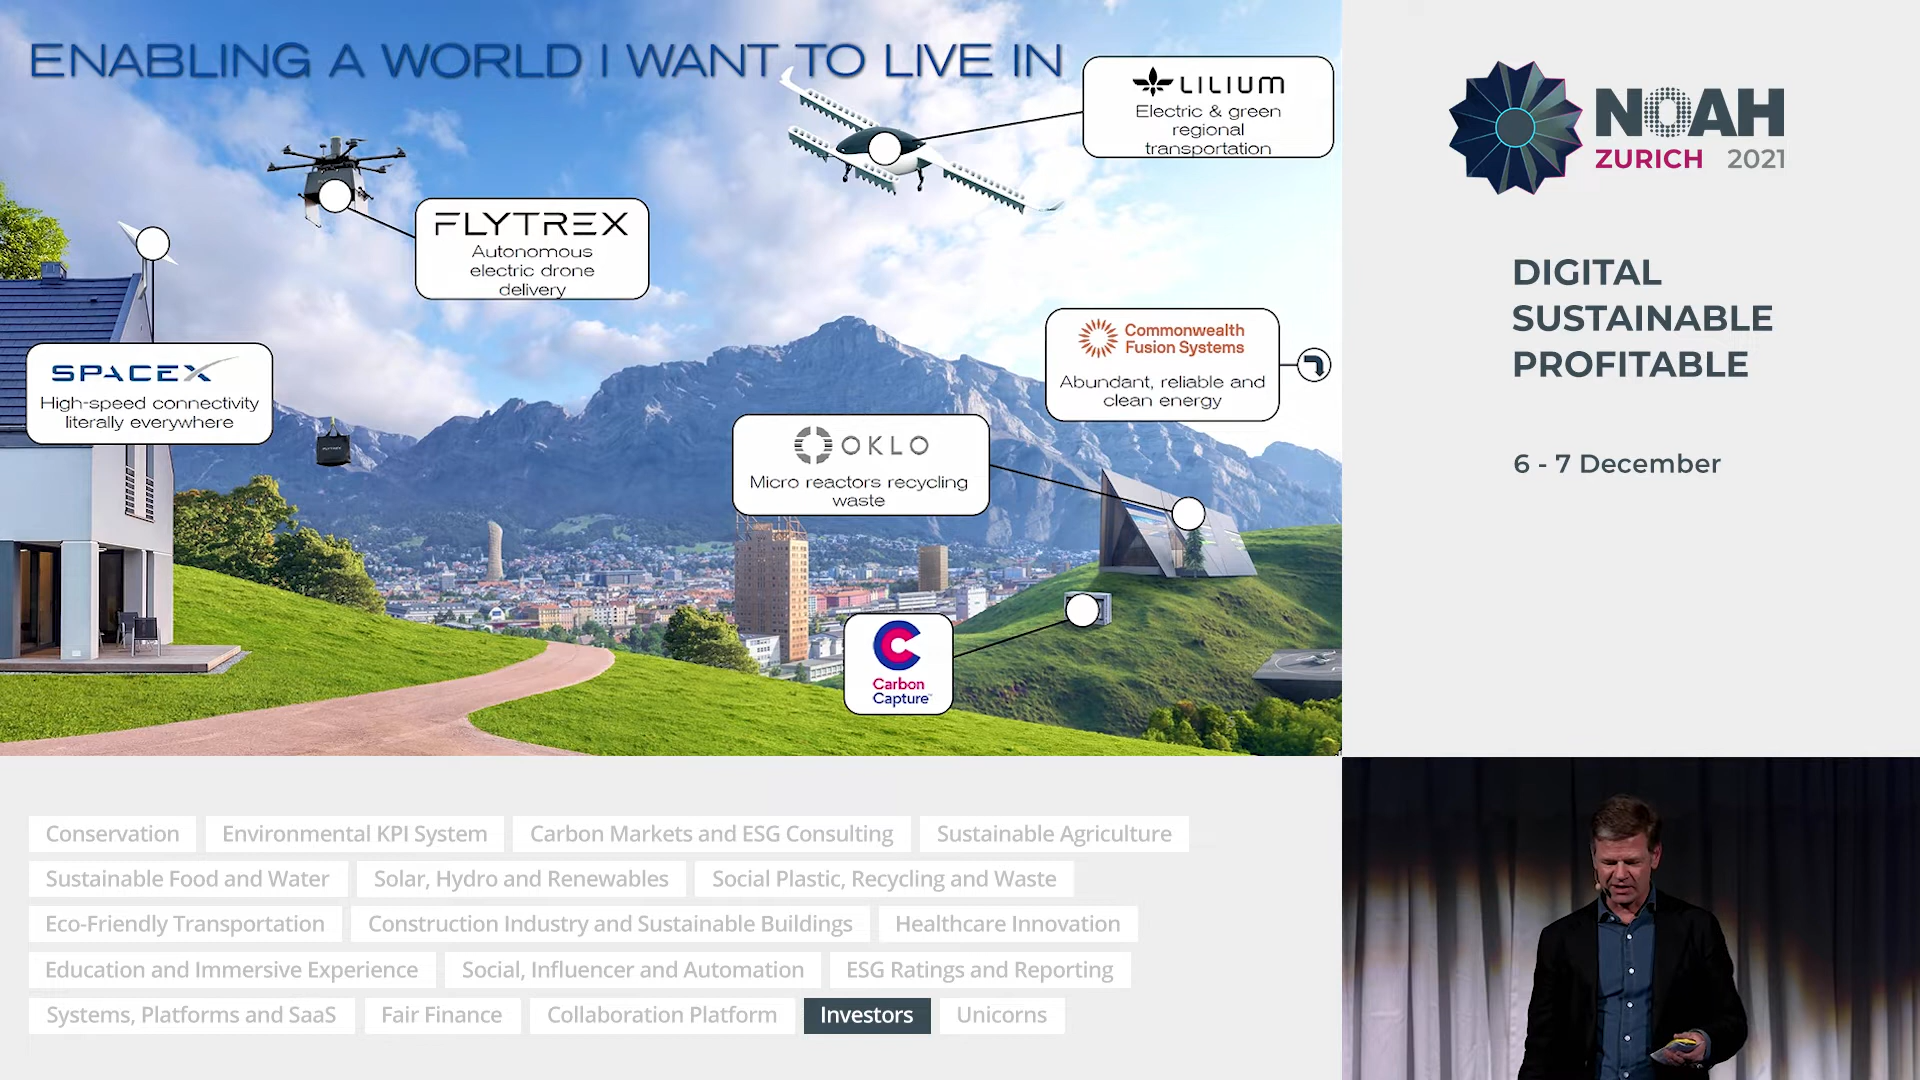 ENABLING A WORLD I WANT TO LIVE IN
LILIUM
Electric & green
regional
transportation
FLYTREX
Autonomous
electric drone
delivery
SPACEX
High-speed connectivity
literally everywhere
Commonwealth
Fusion Systems
Abundant, reliable and
clean energy
OKLO
Micro reactors recycling
waste
Carbon
Capture™
NOAH
ZURICH 2021
DIGITAL
SUSTAINABLE
PROFITABLE
6 - 7 December
Conservation
Environmental KPI System
Carbon Markets and ESG Consulting
Sustainable Agriculture
Sustainable Food and Water
Solar, Hydro and Renewables
Social Plastic, Recycling and Waste
Eco-Friendly Transportation
Construction Industry and Sustainable Buildings
Healthcare Innovation
Education and Immersive Experience
Social, Influencer and Automation
ESG Ratings and Reporting
Systems, Platforms and SaaS
Fair Finance
Collaboration Platform
Investors
Unicorns